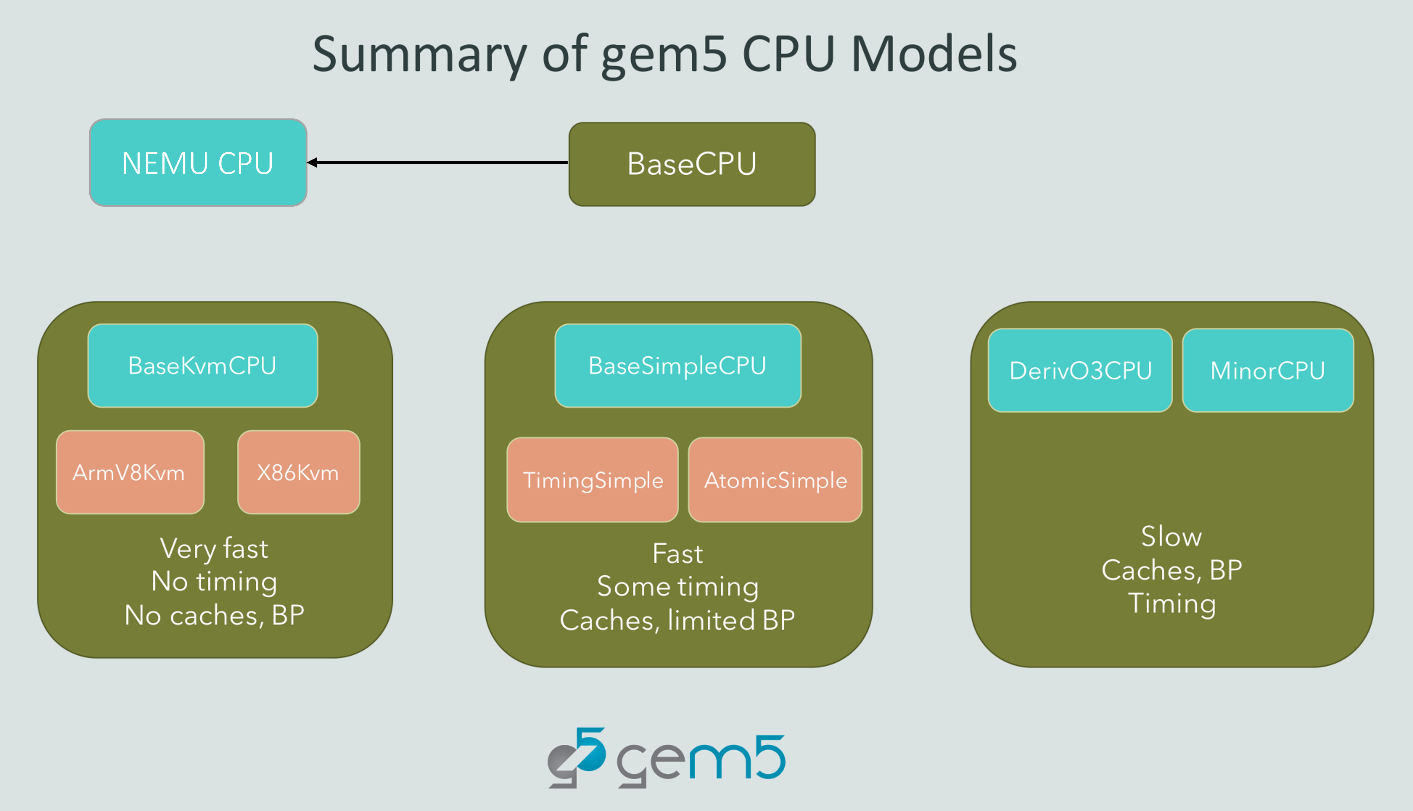 Summary of gem5 CPU Models
NEMU CPU
BaseCPU
BaseKvmCPU
ArmV8Kvm
X86Kvm
Very fast
No timing
No caches, BP
BaseSimpleCPU
TimingSimple
AtomicSimple
Fast
Some timing
Caches, limited BP
DerivO3CPU
MinorCPU
Slow
Caches, BP
Timing
g5 gem5